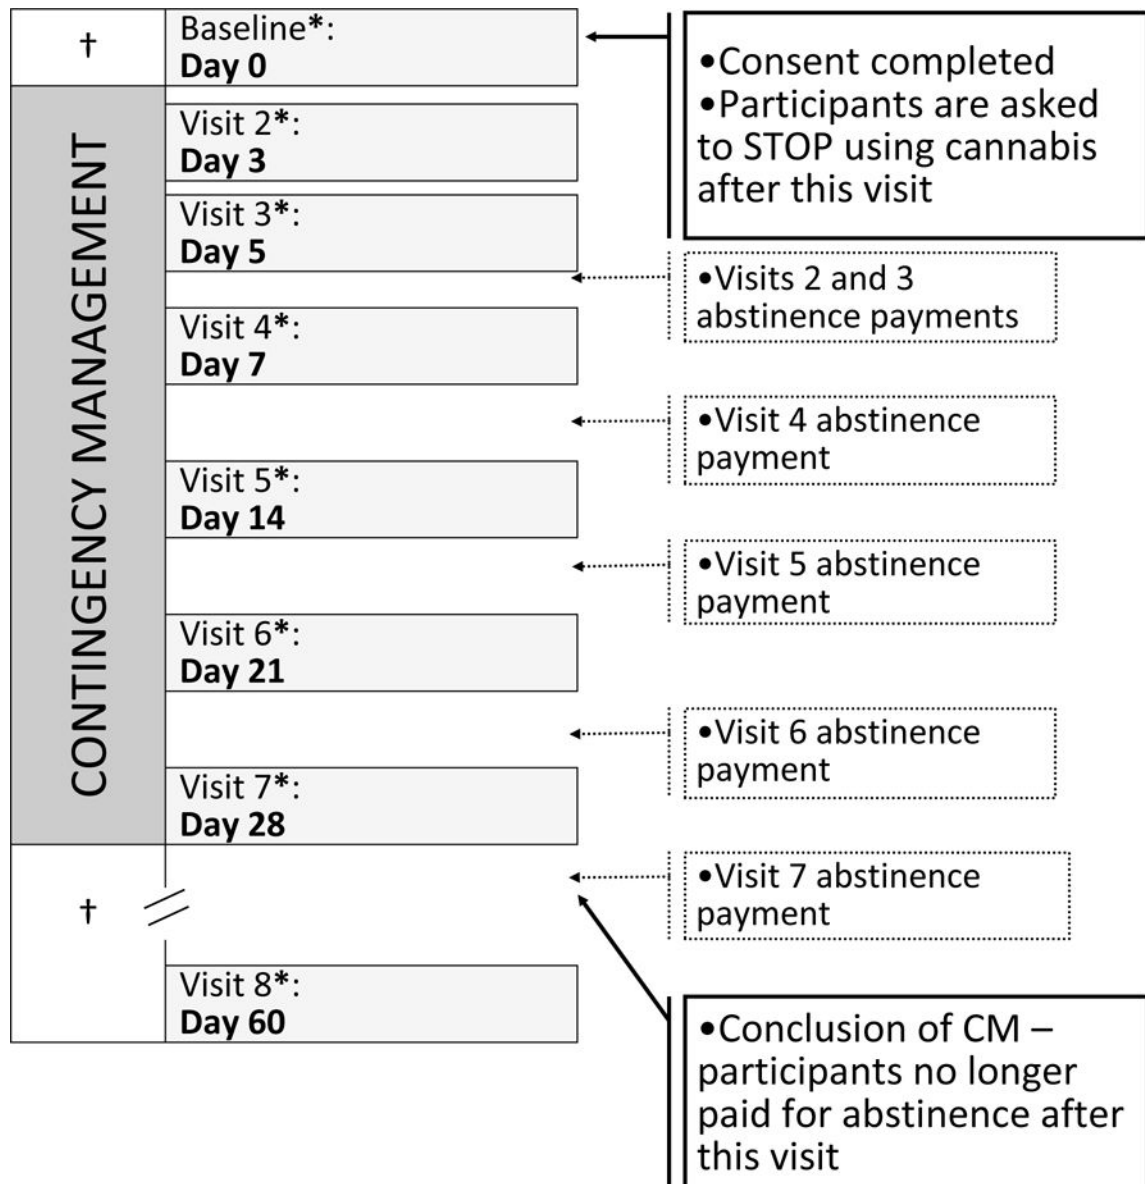 †
Baseline*:
Day 0
•Consent completed
•Participants are asked
to STOP using cannabis
after this visit
CONTINGENCY MANAGEMENT
Visit 2*:
Day 3
Visit 3*:
Day 5
•Visits 2 and 3
abstinence payments
Visit 4*:
Day 7
•Visit 4 abstinence
payment
Visit 5*:
Day 14
•Visit 5 abstinence
payment
Visit 6*:
Day 21
•Visit 6 abstinence
payment
Visit 7*:
Day 28
•Visit 7 abstinence
payment
†
Visit 8*:
Day 60
•Conclusion of CM –
participants no longer
paid for abstinence after
this visit